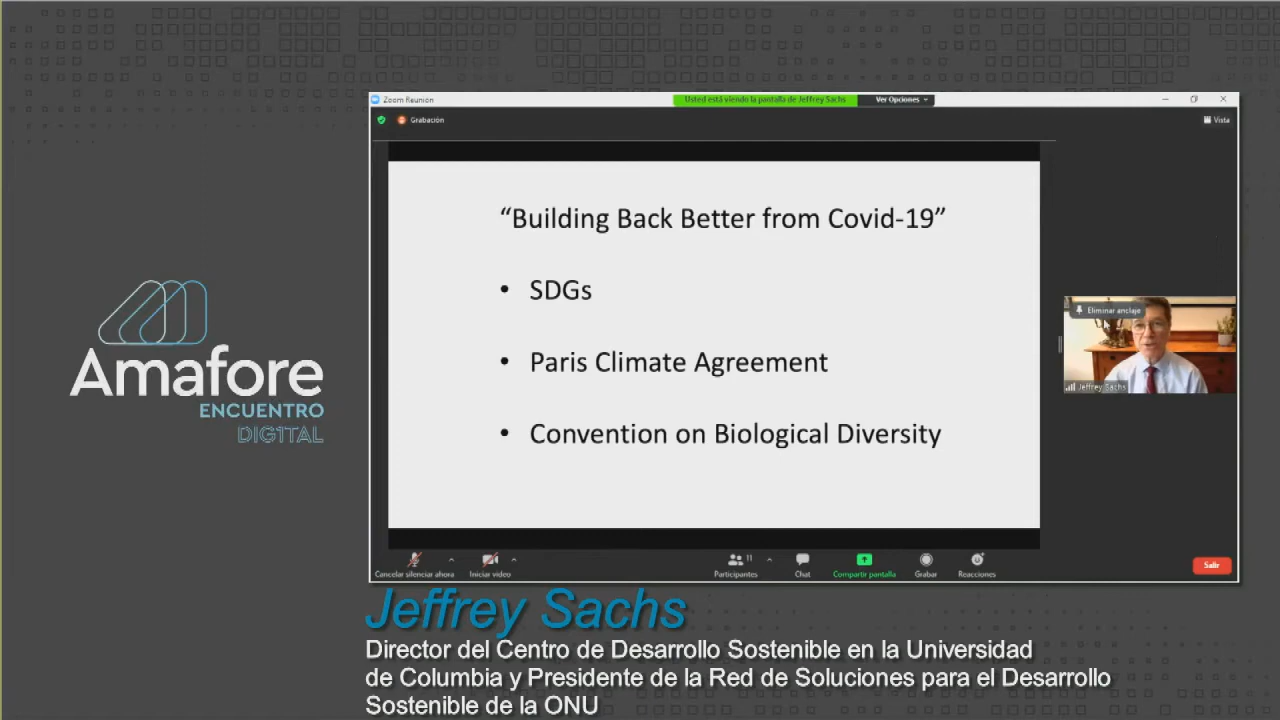 Zoom Reunión
Usted está viendo la pantalla de Jeffrey Sachs
Ver Opciones
Grabación
Vista
“Building Back Better from Covid-19”
• SDGs
• Paris Climate Agreement
• Convention on Biological Diversity
Eliminar anclaje
Jeffrey Sachs
Amafore
ENCUENTRO
DIG1TAL
Cancelar silenciar ahora
Iniciar video
11
Participantes
Chat
Compartir pantalla
Grabar
Reacciones
Salir
Jeffrey Sachs
Director del Centro de Desarrollo Sostenible en la Universidad
de Columbia y Presidente de la Red de Soluciones para el Desarrollo
Sostenible de la ONU